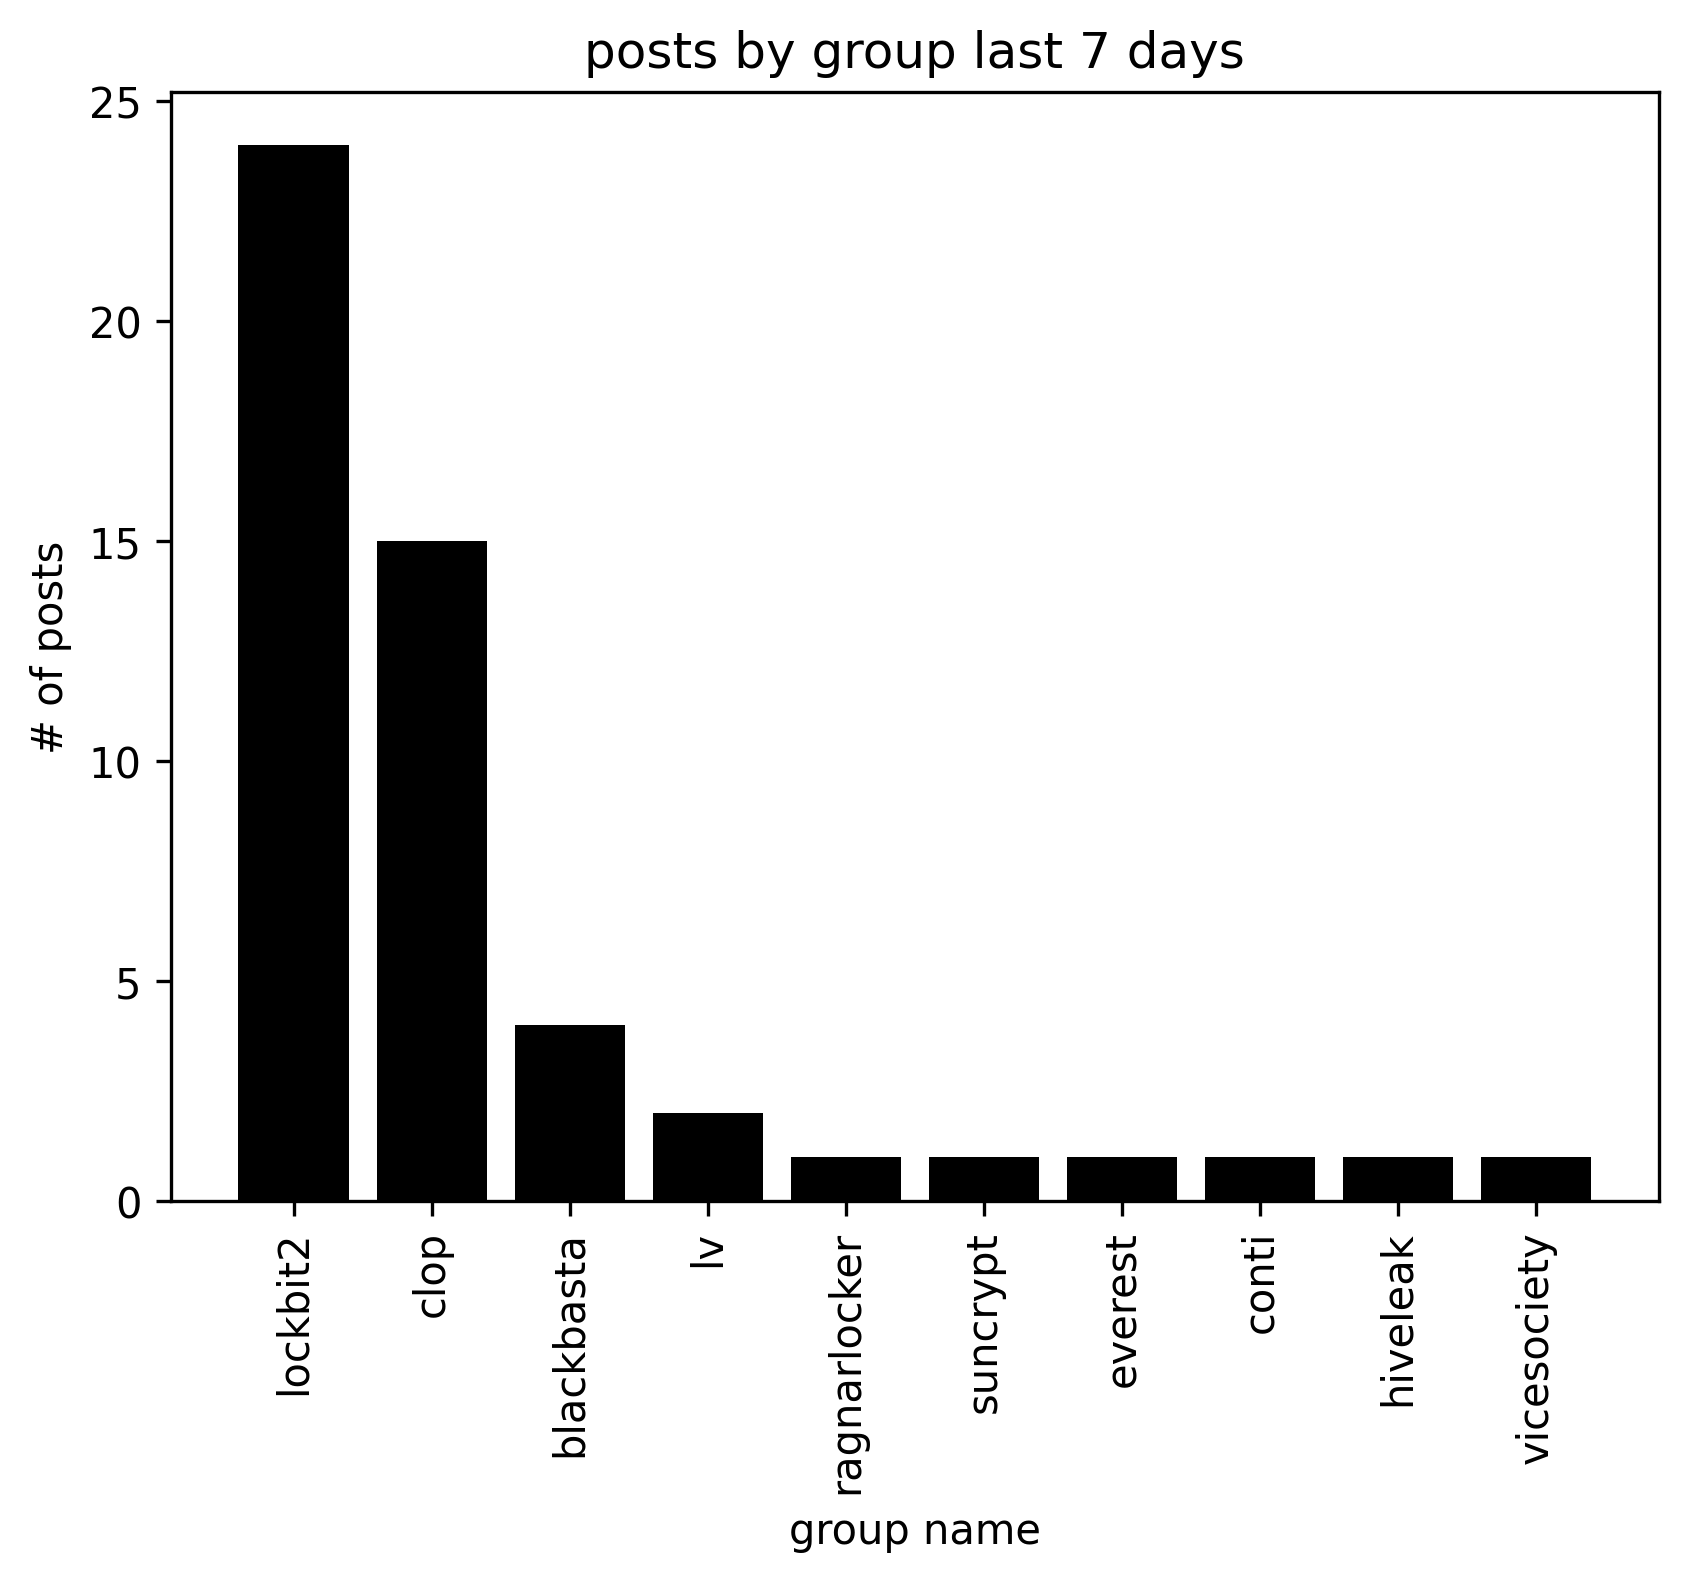 posts by group last 7 days
25
20
15
10
5
0
# of posts
lockbit2
clop
blackbasta
lv
ragnarlocker
suncrypt
everest
conti
hiveleak
vicesociety
group name